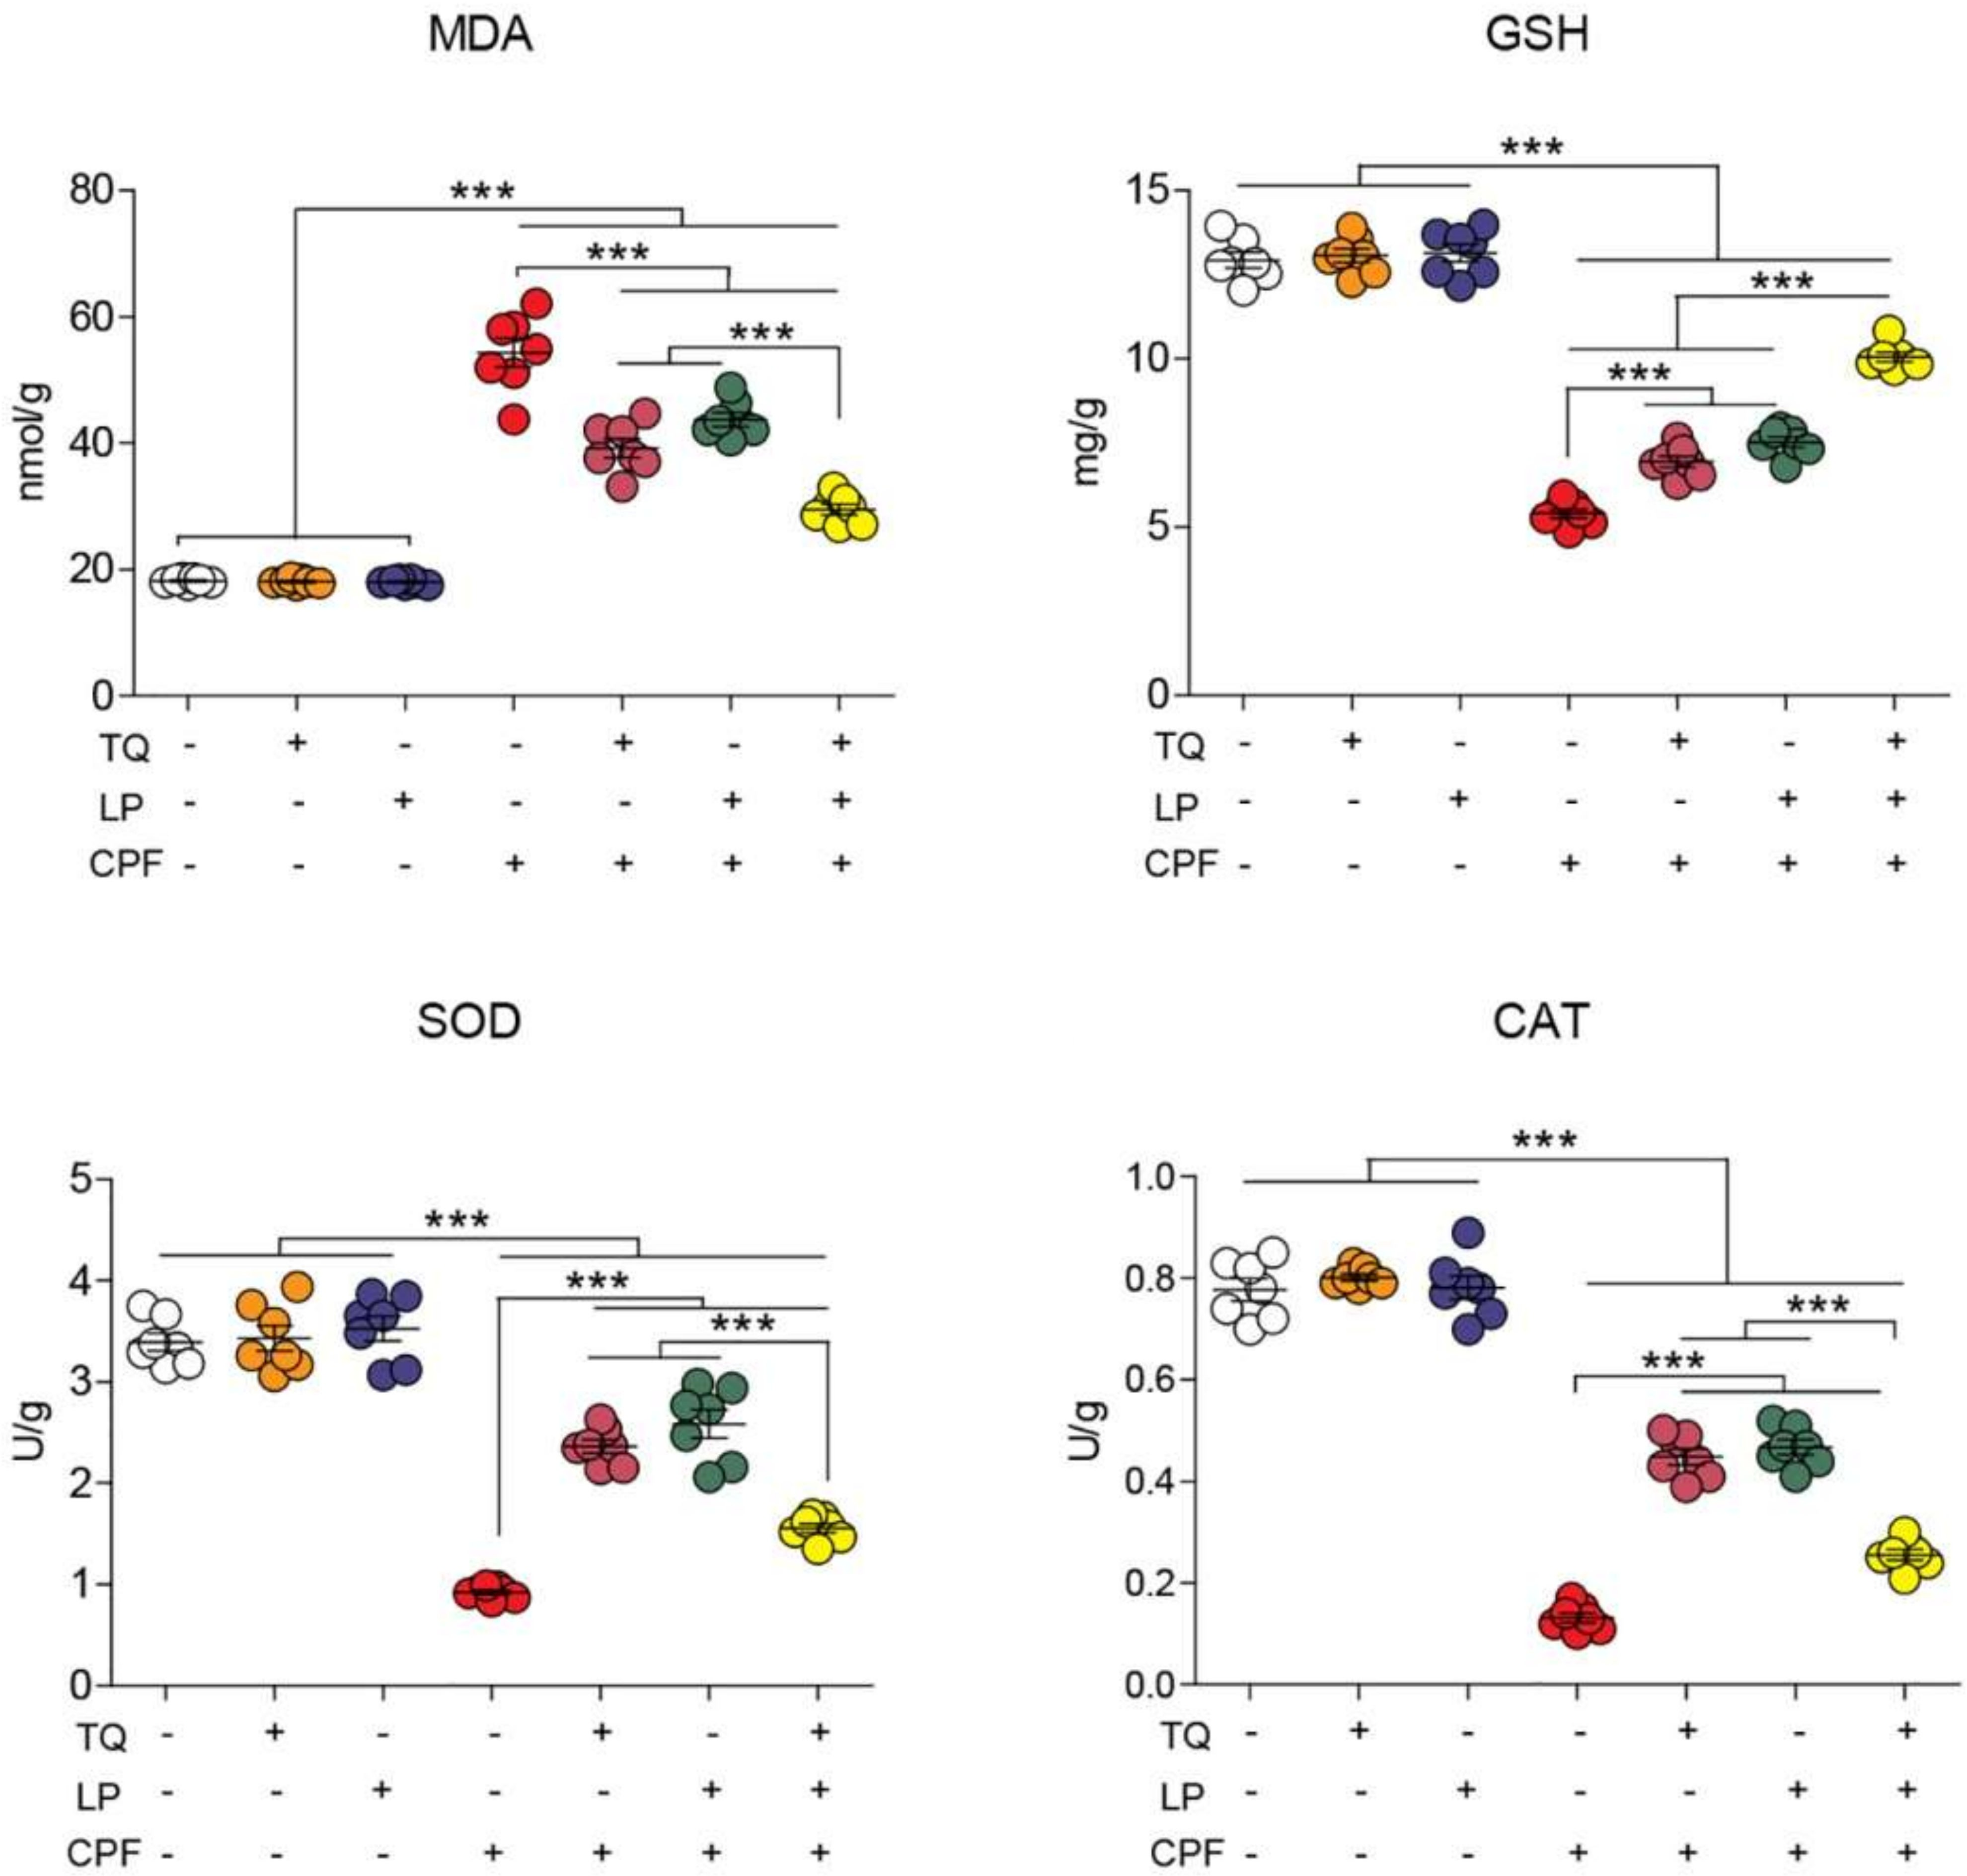 MDA
***
***
***
80
60
40
20
0
nmol/g
TQ - + - - + - +
LP - - + - - + +
CPF - - - + + + +
GSH
***
***
***
15
10
5
0
mg/g
TQ - + - - + - +
LP - - + - - + +
CPF - - - + + + +
SOD
***
***
***
5
4
3
2
1
0
U/g
TQ - + - - + - +
LP - - + - - + +
CPF - - - + + + +
CAT
***
***
***
1.0
0.8
0.6
0.4
0.2
0.0
U/g
TQ - + - - + - +
LP - - + - - + +
CPF - - - + + + +